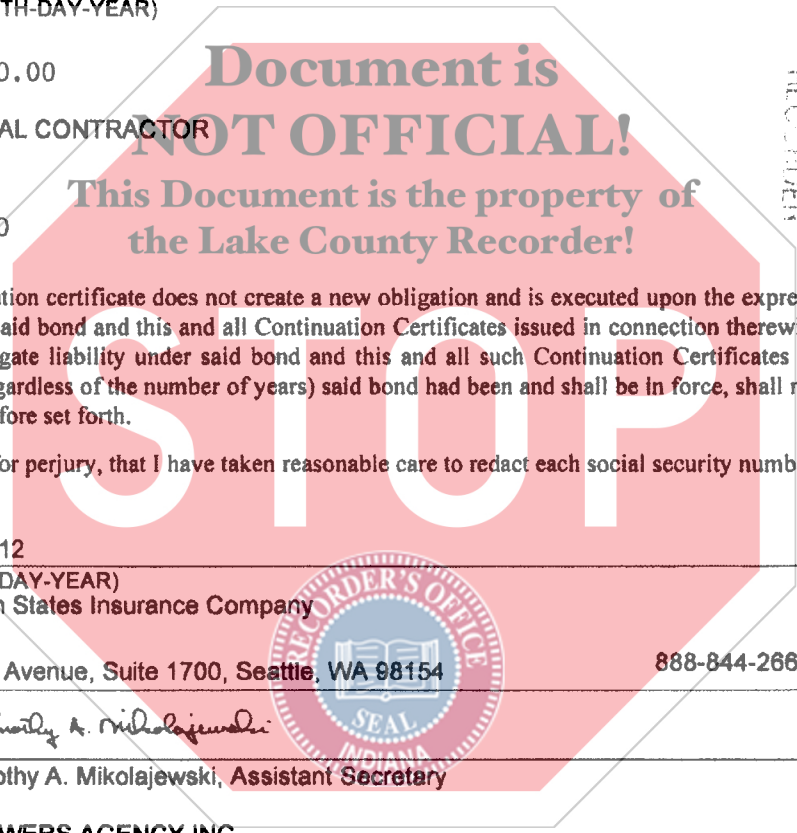 TH-DAY-YEAR)
Document is
0.00
NOT OFFICIAL!
AL CONTRACTOR
This Document is the property of
0
the Lake County Recorder!
tion certificate does not create a new obligation and is executed upon the expre
aid bond and this and all Continuation Certificates issued in connection therewi
gate liability under said bond and this and all such Continuation Certificates
gardless of the number of years) said bond had been and shall be in force, shall
fore set forth.
for perjury, that I have taken reasonable care to redact each social security numb
STOP
12
DAY-YEAR)
n States Insurance Company
RECORDER'S OFFICE
Avenue, Suite 1700, Seattle, WA 98154 888-844-266
SEAL
INDIANA
othy A. Mikolajewski
othy A. Mikolajewski, Assistant Secretary
WERS AGENCY INC